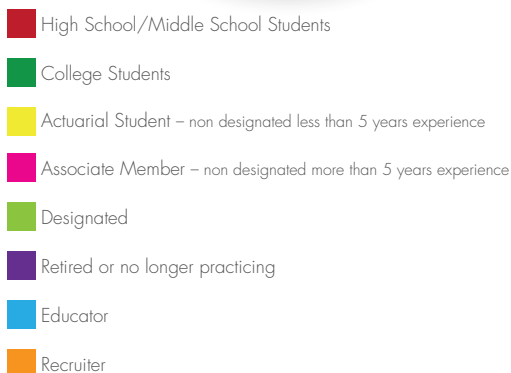 High School/Middle School Students
College Students
Actuarial Student – non designated less than 5 years experience
Associate Member – non designated more than 5 years experience
Designated
Retired or no longer practicing
Educator
Recruiter